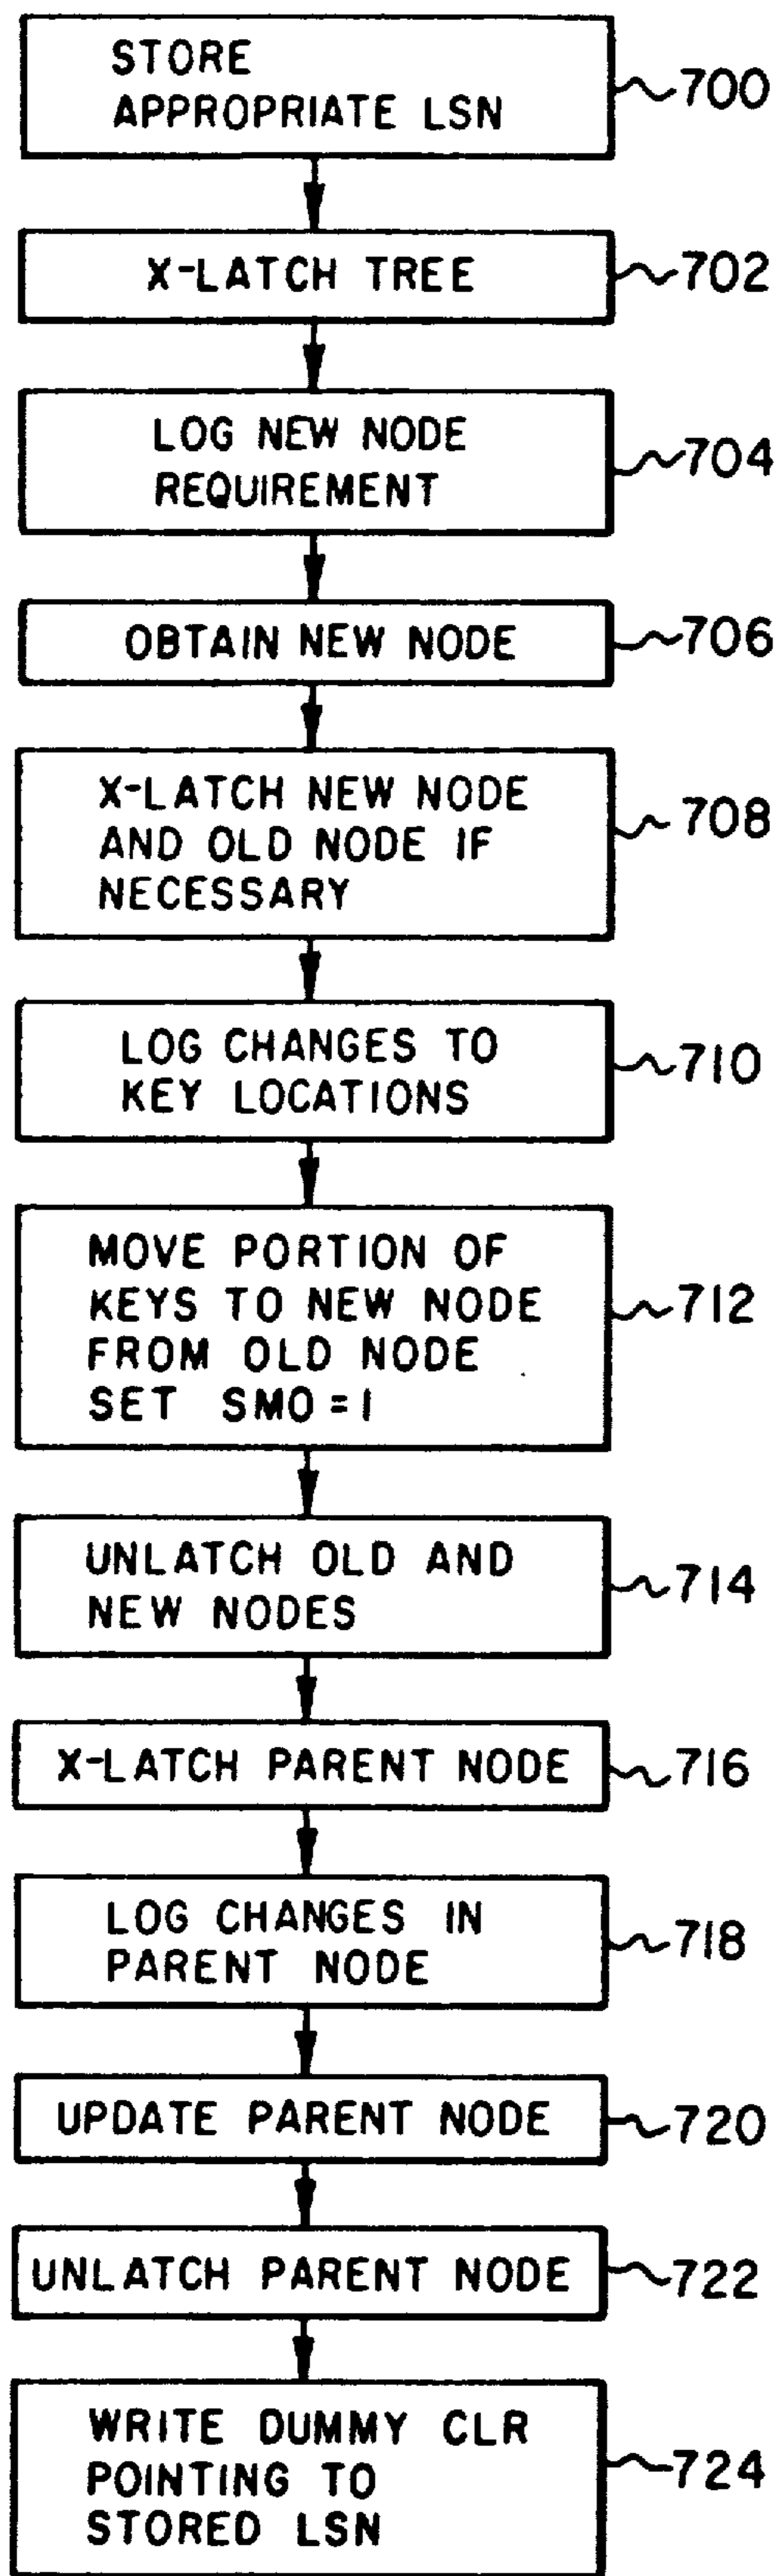 STORE
APPROPRIATE LSN
700
X-LATCH TREE
702
LOG NEW NODE
REQUIREMENT
704
OBTAIN NEW NODE
706
X-LATCH NEW NODE
AND OLD NODE IF
NECESSARY
708
LOG CHANGES TO
KEY LOCATIONS
710
MOVE PORTION OF
KEYS TO NEW NODE
FROM OLD NODE
SET SMO = 1
712
UNLATCH OLD AND
NEW NODES
714
X-LATCH PARENT NODE
716
LOG CHANGES IN
PARENT NODE
718
UPDATE PARENT NODE
720
UNLATCH PARENT NODE
722
WRITE DUMMY CLR
POINTING TO
STORED LSN
724